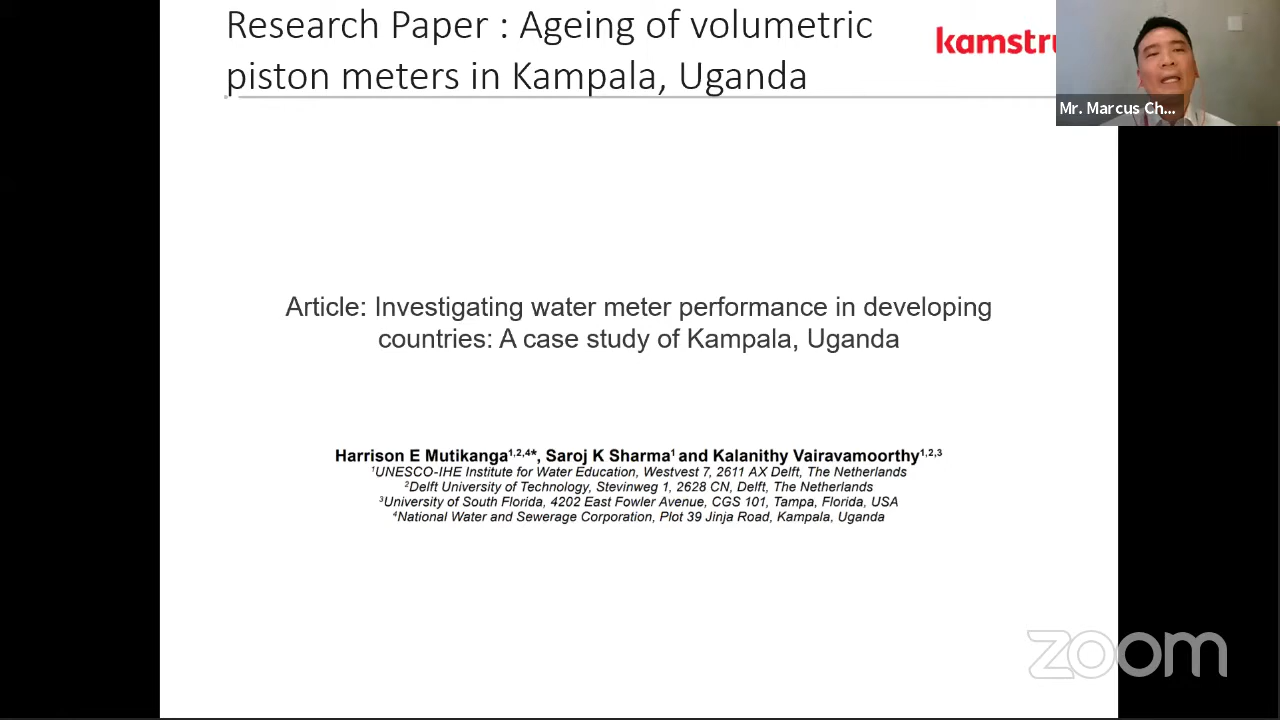 Research Paper : Ageing of volumetric
piston meters in Kampala, Uganda
kamstru
Mr. Marcus Ch...
Article: Investigating water meter performance in developing
countries: A case study of Kampala, Uganda
Harrison E Mutikanga1,2,4*, Saroj K Sharma1 and Kalanithy Vairavamoorthy1,2,3
1UNESCO-IHE Institute for Water Education, Westvest 7, 2611 AX Delft, The Netherlands
2Delft University of Technology, Stevinweg 1, 2628 CN, Delft, The Netherlands
3University of South Florida, 4202 East Fowler Avenue, CGS 101, Tampa, Florida, USA
4National Water and Sewerage Corporation, Plot 39 Jinja Road, Kampala, Uganda
zoom